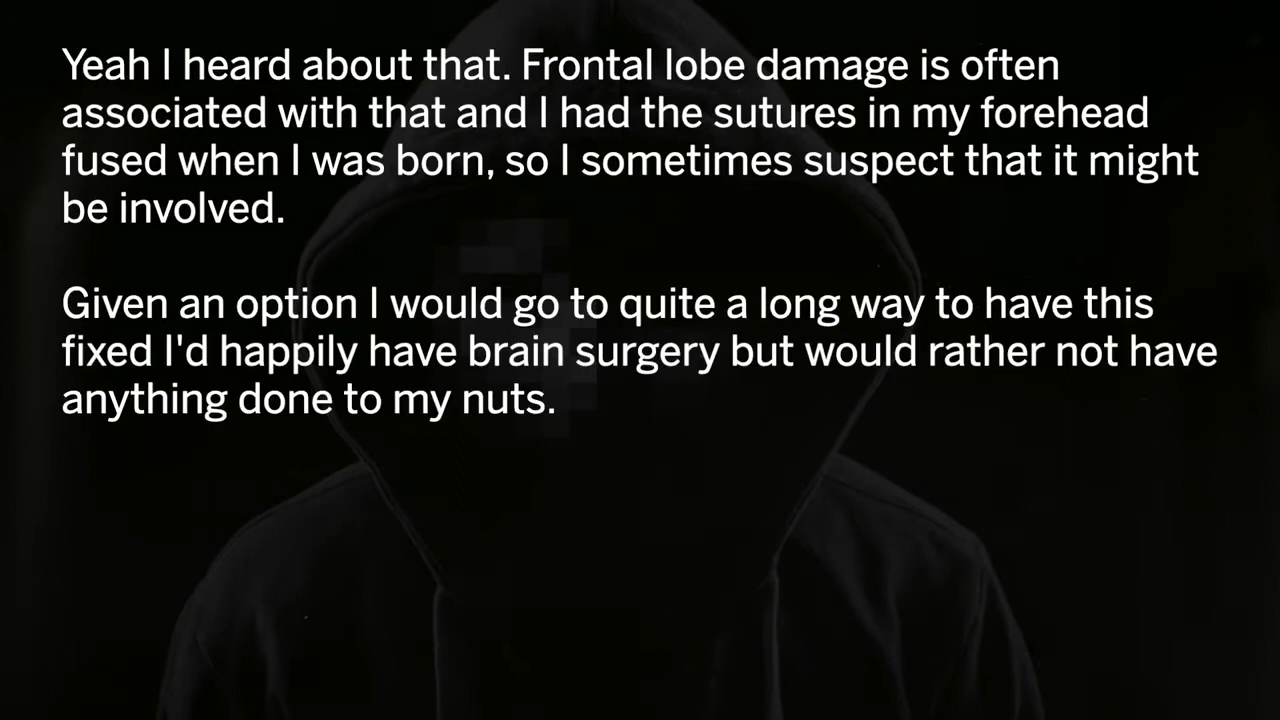 Yeah I heard about that. Frontal lobe damage is often
associated with that and I had the sutures in my forehead
fused when I was born, so I sometimes suspect that it might
be involved.
Given an option I would go to quite a long way to have this
fixed I'd happily have brain surgery but would rather not have
anything done to my nuts.